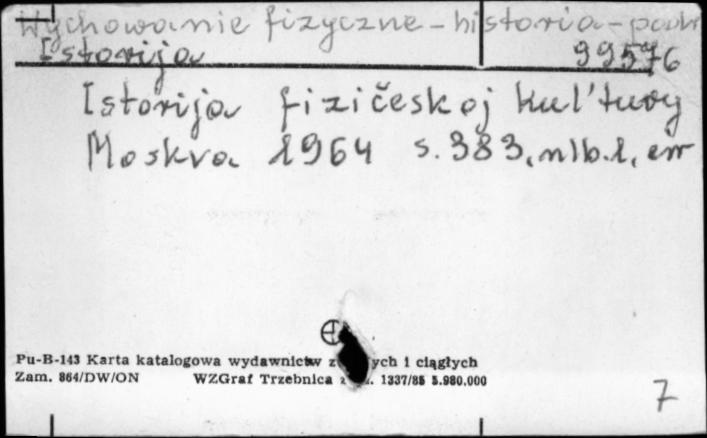 Wychowanie fizyczne - historia - podr
Istorija 99576
Istorija fizičeskoj kul'tury
Moskva 1964 s. 383, nlb. 1, err
Pu-B-143 Karta katalogowa wydawnictw ych i ciągłych
Zam. 864/DW/ON WZGraf Trzebnica 1337/85 5.980.000
7